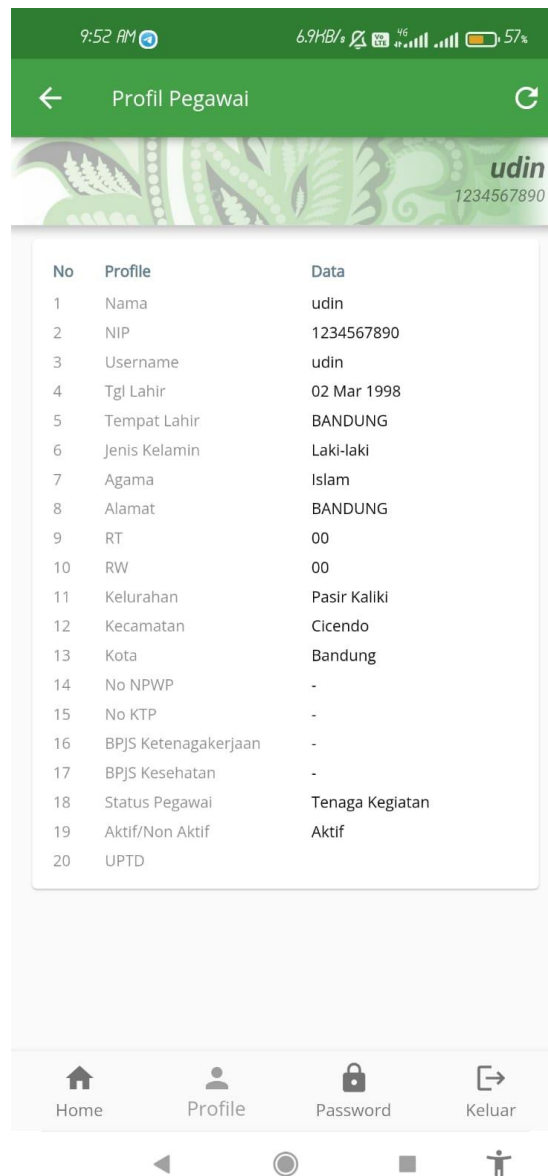 9:52 AM 6.9KB/s Vo LTE 4G 57%
Profil Pegawai
udin
1234567890
No Profile Data
1 Nama udin
2 NIP 1234567890
3 Username udin
4 Tgl Lahir 02 Mar 1998
5 Tempat Lahir BANDUNG
6 Jenis Kelamin Laki-laki
7 Agama Islam
8 Alamat BANDUNG
9 RT 00
10 RW 00
11 Kelurahan Pasir Kaliki
12 Kecamatan Cicendo
13 Kota Bandung
14 No NPWP -
15 No KTP -
16 BPJS Ketenagakerjaan -
17 BPJS Kesehatan -
18 Status Pegawai Tenaga Kegiatan
19 Aktif/Non Aktif Aktif
20 UPTD
Home Profile Password Keluar